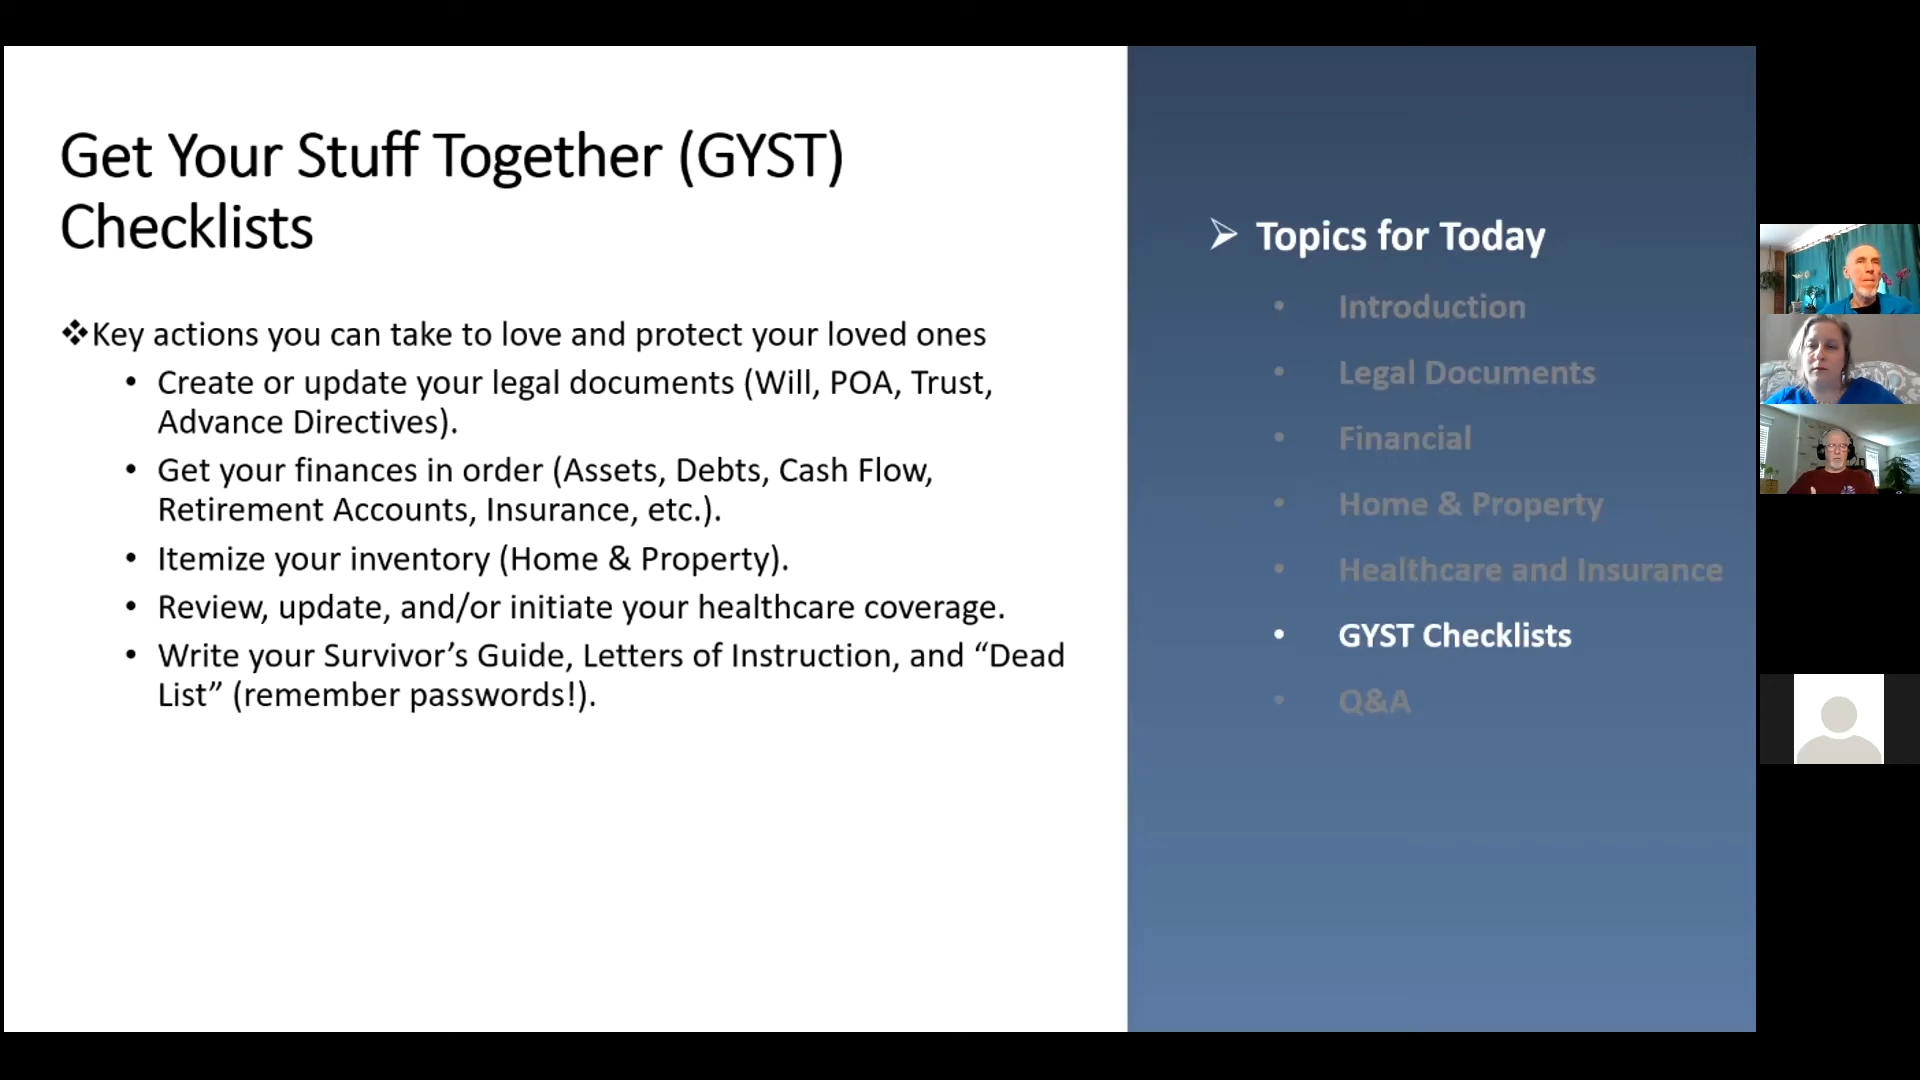 Get Your Stuff Together (GYST)
Checklists
❖Key actions you can take to love and protect your loved ones
• Create or update your legal documents (Will, POA, Trust,
Advance Directives).
• Get your finances in order (Assets, Debts, Cash Flow,
Retirement Accounts, Insurance, etc.).
• Itemize your inventory (Home & Property).
• Review, update, and/or initiate your healthcare coverage.
• Write your Survivor’s Guide, Letters of Instruction, and “Dead
List” (remember passwords!).
➢ Topics for Today
• Introduction
• Legal Documents
• Financial
• Home & Property
• Healthcare and Insurance
• GYST Checklists
• Q&A